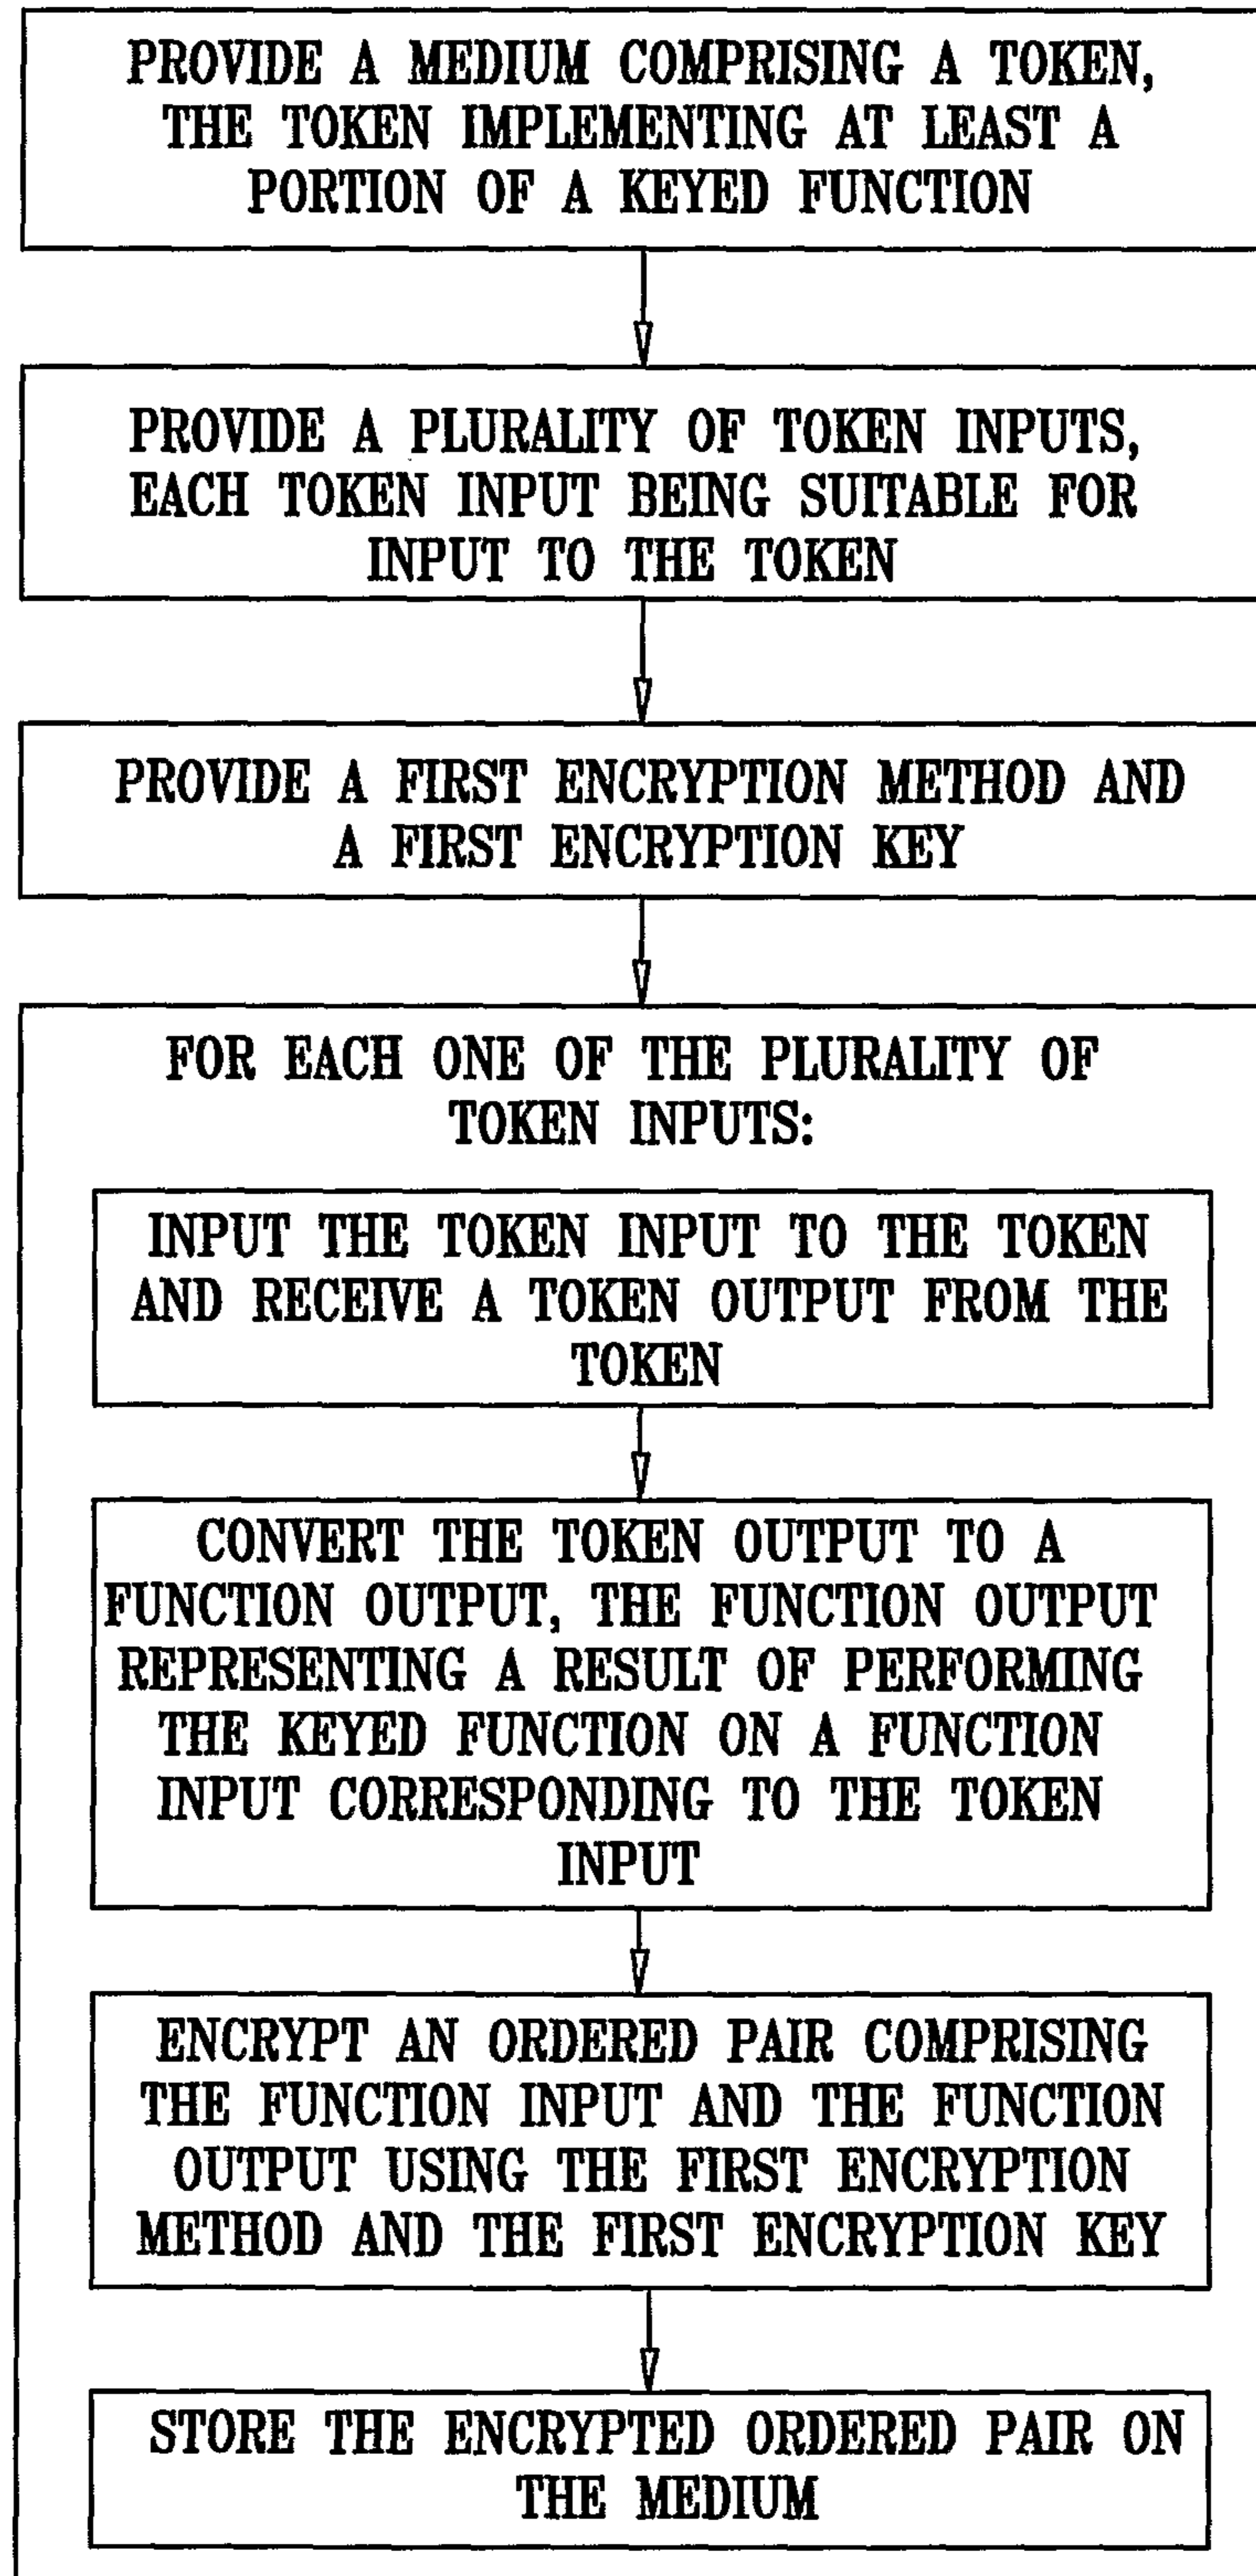 PROVIDE A MEDIUM COMPRISING A TOKEN,
THE TOKEN IMPLEMENTING AT LEAST A
PORTION OF A KEYED FUNCTION
PROVIDE A PLURALITY OF TOKEN INPUTS,
EACH TOKEN INPUT BEING SUITABLE FOR
INPUT TO THE TOKEN
PROVIDE A FIRST ENCRYPTION METHOD AND
A FIRST ENCRYPTION KEY
FOR EACH ONE OF THE PLURALITY OF
TOKEN INPUTS:
INPUT THE TOKEN INPUT TO THE TOKEN
AND RECEIVE A TOKEN OUTPUT FROM THE
TOKEN
CONVERT THE TOKEN OUTPUT TO A
FUNCTION OUTPUT, THE FUNCTION OUTPUT
REPRESENTING A RESULT OF PERFORMING
THE KEYED FUNCTION ON A FUNCTION
INPUT CORRESPONDING TO THE TOKEN
INPUT
ENCRYPT AN ORDERED PAIR COMPRISING
THE FUNCTION INPUT AND THE FUNCTION
OUTPUT USING THE FIRST ENCRYPTION
METHOD AND THE FIRST ENCRYPTION KEY
STORE THE ENCRYPTED ORDERED PAIR ON
THE MEDIUM